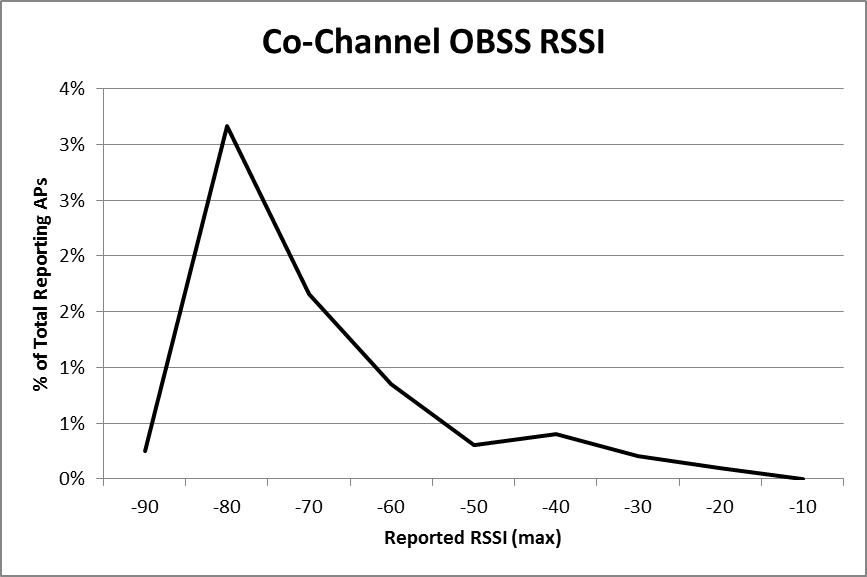 Co-Channel OBSS RSSI
4%
3%
3%
2%
2%
1%
1%
0%
% of Total Reporting APs
-90 -80 -70 -60 -50 -40 -30 -20 -10
Reported RSSI (max)